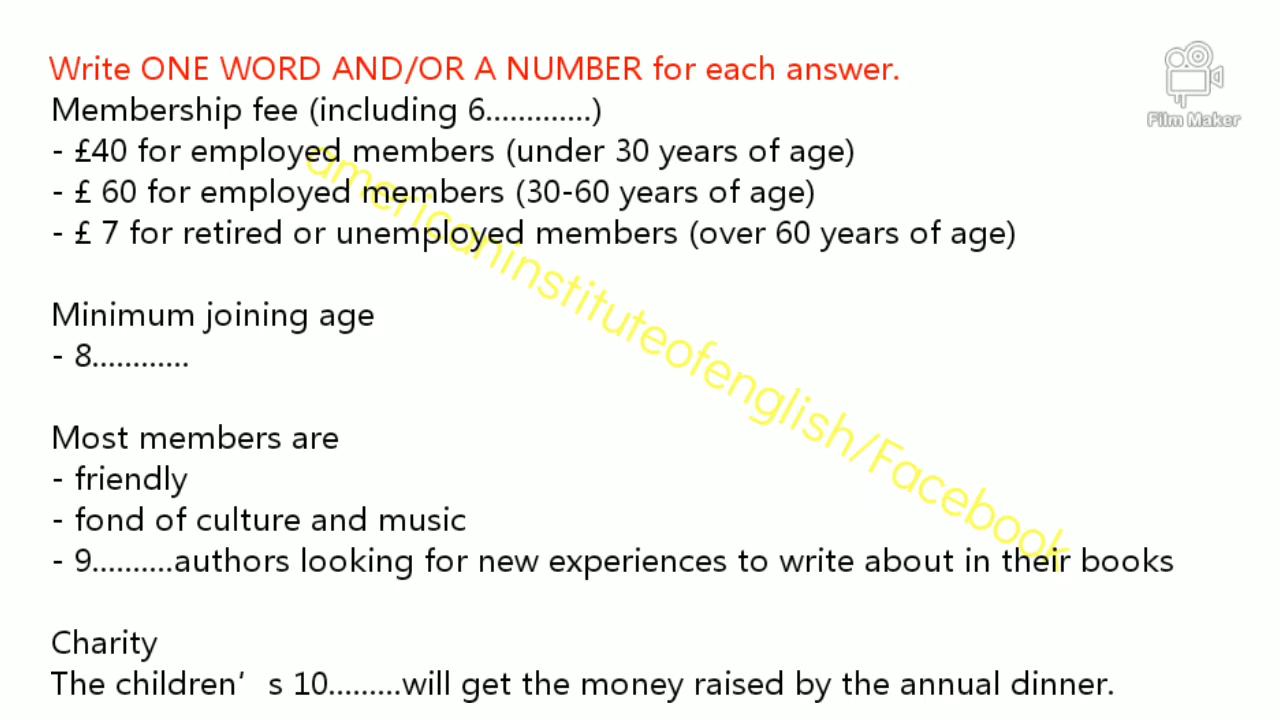 Write ONE WORD AND/OR A NUMBER for each answer.
Film Maker
Membership fee (including 6.............)
- £40 for employed members (under 30 years of age)
- £ 60 for employed members (30-60 years of age)
- £ 7 for retired or unemployed members (over 60 years of age)
americaninstituteofenglish/Facebook
Minimum joining age
- 8............
Most members are
- friendly
- fond of culture and music
- 9..........authors looking for new experiences to write about in their books
Charity
The children’s 10.........will get the money raised by the annual dinner.